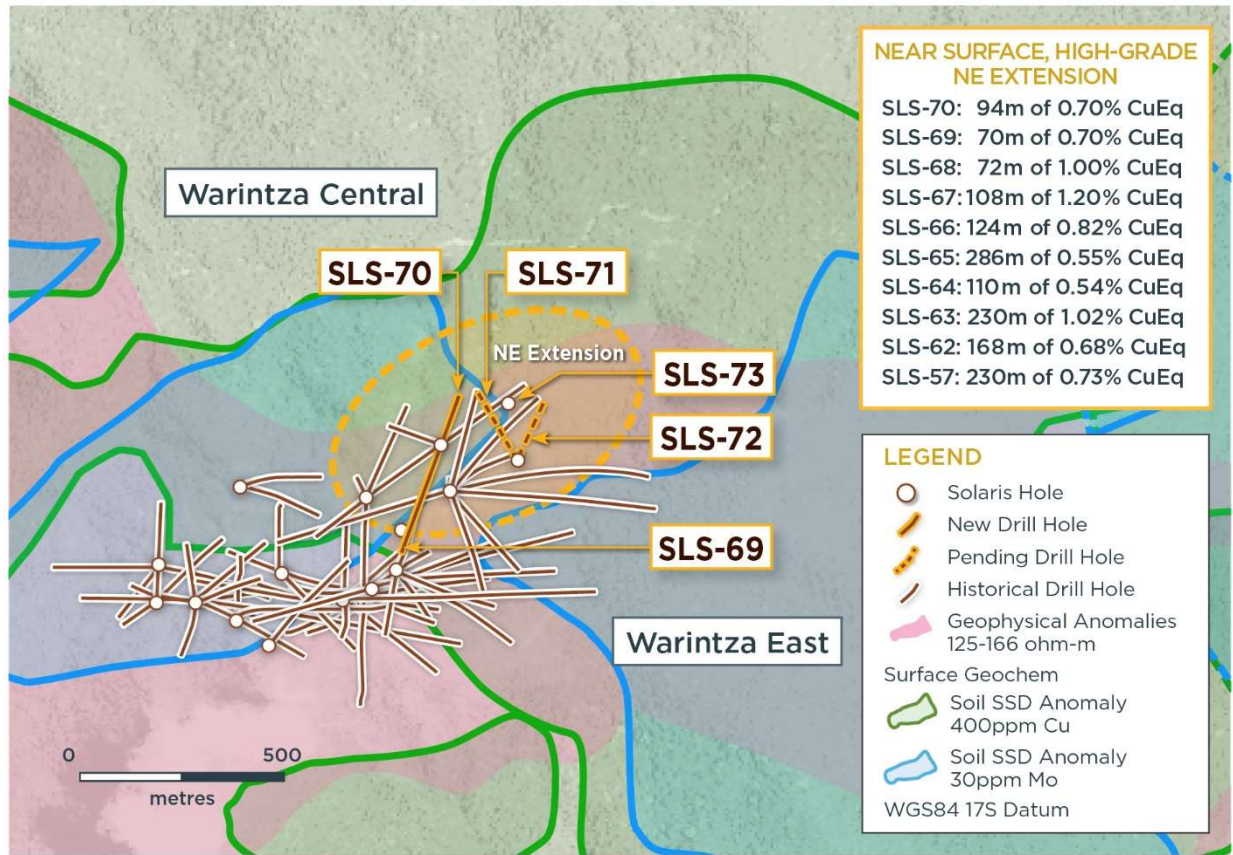 NEAR SURFACE, HIGH-GRADE
NE EXTENSION
SLS-70: 94m of 0.70% CuEq
SLS-69: 70m of 0.70% CuEq
SLS-68: 72m of 1.00% CuEq
SLS-67: 108m of 1.20% CuEq
SLS-66: 124m of 0.82% CuEq
SLS-65: 286m of 0.55% CuEq
SLS-64: 110m of 0.54% CuEq
SLS-63: 230m of 1.02% CuEq
SLS-62: 168m of 0.68% CuEq
SLS-57: 230m of 0.73% CuEq
Warintza Central
SLS-70
SLS-71
NE Extension
SLS-73
SLS-72
SLS-69
Warintza East
0 500
metres
LEGEND
Solaris Hole
New Drill Hole
Pending Drill Hole
Historical Drill Hole
Geophysical Anomalies
125-166 ohm-m
Surface Geochem
Soil SSD Anomaly
400ppm Cu
Soil SSD Anomaly
30ppm Mo
WGS84 17S Datum